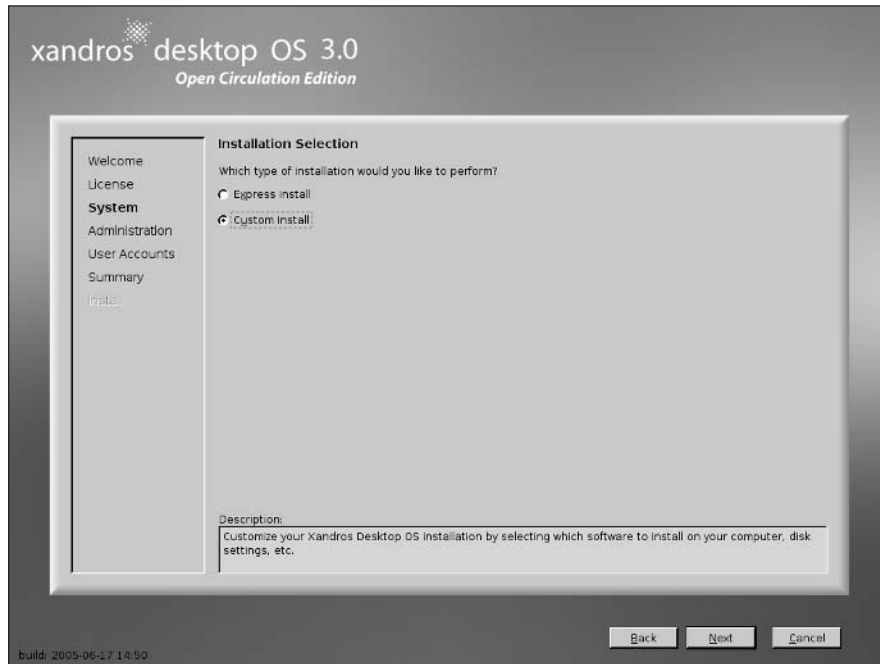 xandros desktop OS 3.0
Open Circulation Edition
Welcome
License
System
Administration
User Accounts
Summary
Install
Installation Selection
Which type of installation would you like to perform?
Express install
Custom install
Description:
Customize your Xandros Desktop OS installation by selecting which software to install on your computer, disk
settings, etc.
Back
Next
Cancel
build: 2005-06-17 14:50